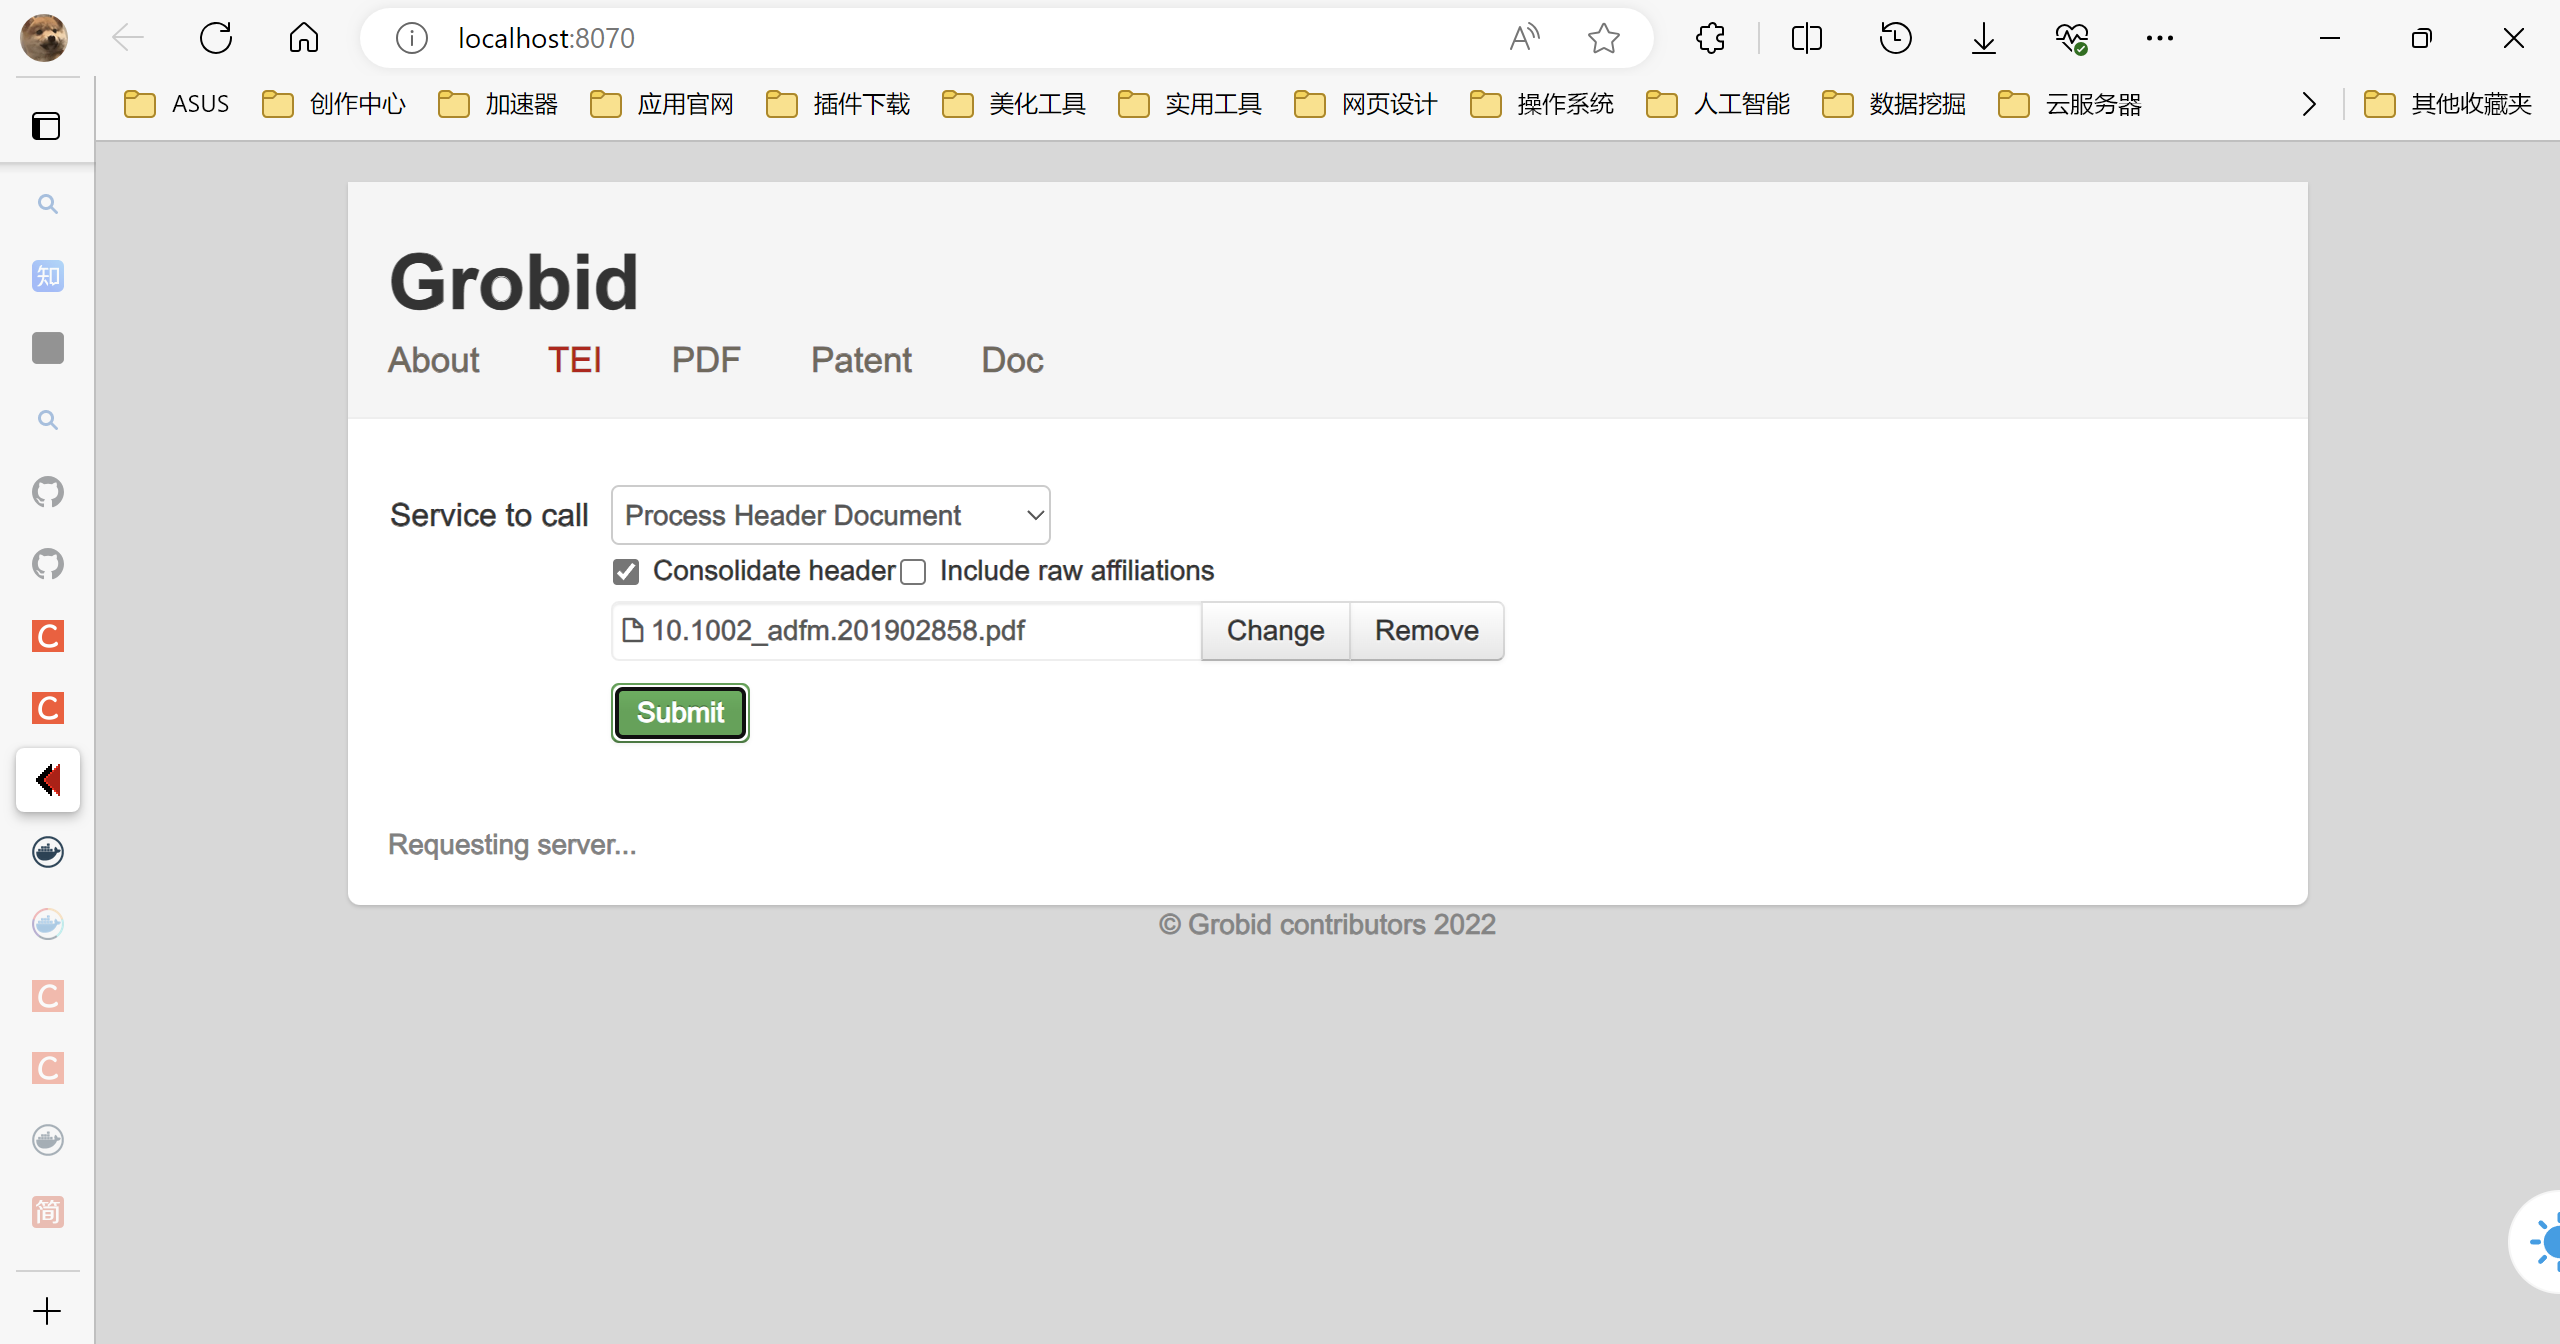 localhost:8070
ASUS 创作中心 加速器 应用官网 插件下载 美化工具 实用工具 网页设计 操作系统 人工智能 数据挖掘 云服务器 其他收藏夹
知
Grobid
About TEI PDF Patent Doc
Service to call Process Header Document
Consolidate header Include raw affiliations
10.1002_adfm.201902858.pdf Change Remove
C
Submit
C
Requesting server...
© Grobid contributors 2022
C
C
简